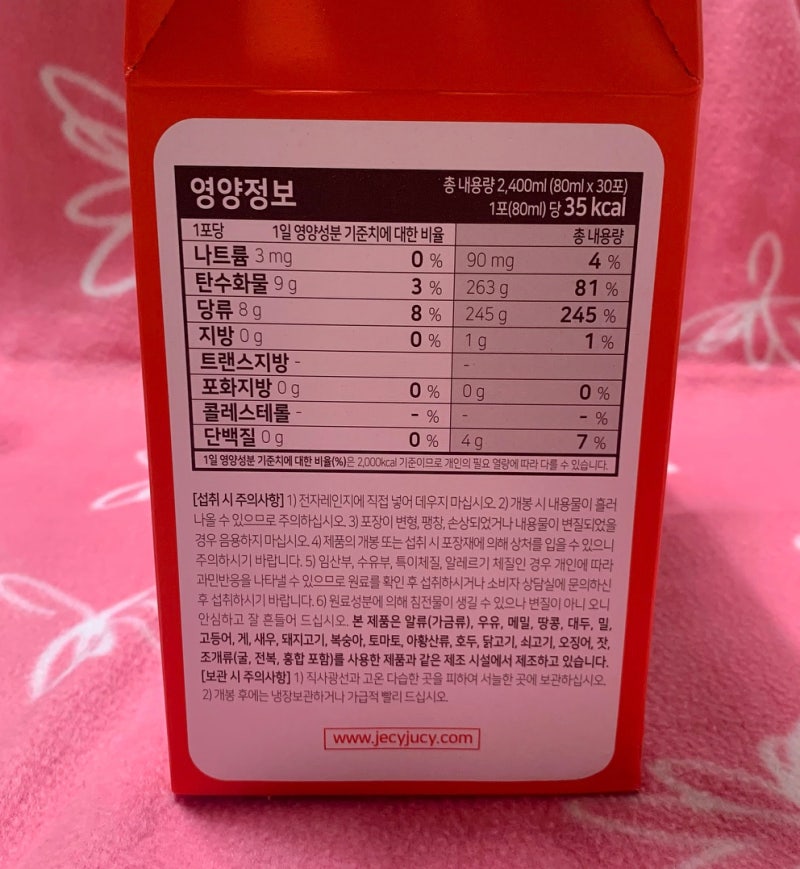 영양정보
총 내용량 2,400ml (80ml x 30포)
1포(80ml) 당 35 kcal
1포당 1일 영양성분 기준치에 대한 비율 총 내용량
나트륨 3 mg 0 % 90 mg 4 %
탄수화물 9 g 3 % 263 g 81 %
당류 8 g 8 % 245 g 245 %
지방 0 g 0 % 1 g 1 %
트랜스지방 - -
포화지방 0 g 0 % 0 g 0 %
콜레스테롤 - - % - - %
단백질 0 g 0 % 4 g 7 %
1일 영양성분 기준치에 대한 비율(%)은 2,000kcal 기준이므로 개인의 필요 열량에 따라 다를 수 있습니다.
[섭취 시 주의사항] 1) 전자레인지에 직접 넣어 데우지 마십시오. 2) 개봉 시 내용물이 흘러
나올 수 있으므로 주의하십시오. 3) 포장이 변형, 팽창, 손상되었거나 내용물이 변질되었을
경우 음용하지 마십시오. 4) 제품의 개봉 또는 섭취 시 포장재에 의해 상처를 입을 수 있으니
주의하시기 바랍니다. 5) 임산부, 수유부, 특이체질, 알레르기 체질인 경우 개인에 따라
과민반응을 나타낼 수 있으므로 원료를 확인 후 섭취하시거나 소비자 상담실에 문의하신
후 섭취하시기 바랍니다. 6) 원료성분에 의해 침전물이 생길 수 있으나 변질이 아니 오니
안심하고 잘 흔들어 드십시오. 본 제품은 알류(가금류), 우유, 메밀, 땅콩, 대두, 밀,
고등어, 게, 새우, 돼지고기, 복숭아, 토마토, 아황산류, 호두, 닭고기, 쇠고기, 오징어, 잣,
조개류(굴, 전복, 홍합 포함)를 사용한 제품과 같은 제조 시설에서 제조하고 있습니다.
[보관 시 주의사항] 1) 직사광선과 고온 다습한 곳을 피하여 서늘한 곳에 보관하십시오.
2) 개봉 후에는 냉장보관하거나 가급적 빨리 드십시오.
www.jecyjucy.com